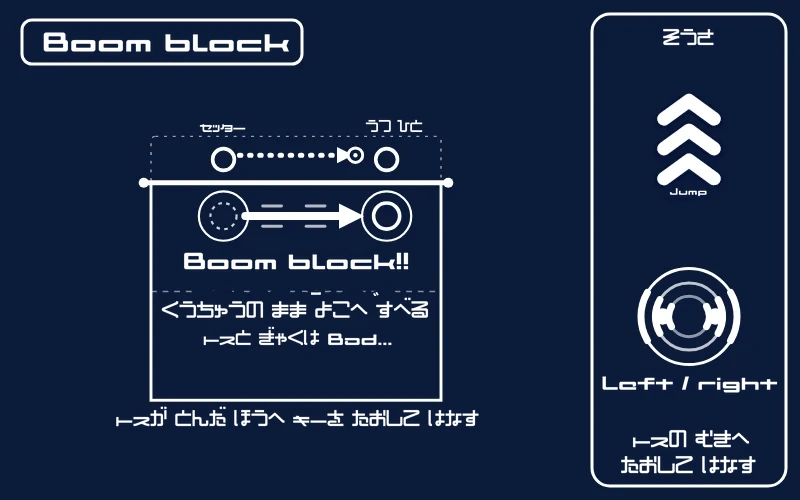 Boom block
セッター
うつ ひと
Boom block!!
くうちゅうの まま よこへ すべる
トスと ぎゃくは Bad...
トスが とんだ ほうへ キーを たおして はなす
そうさ
Jump
Left / right
トスの むきへ
たおして はなす